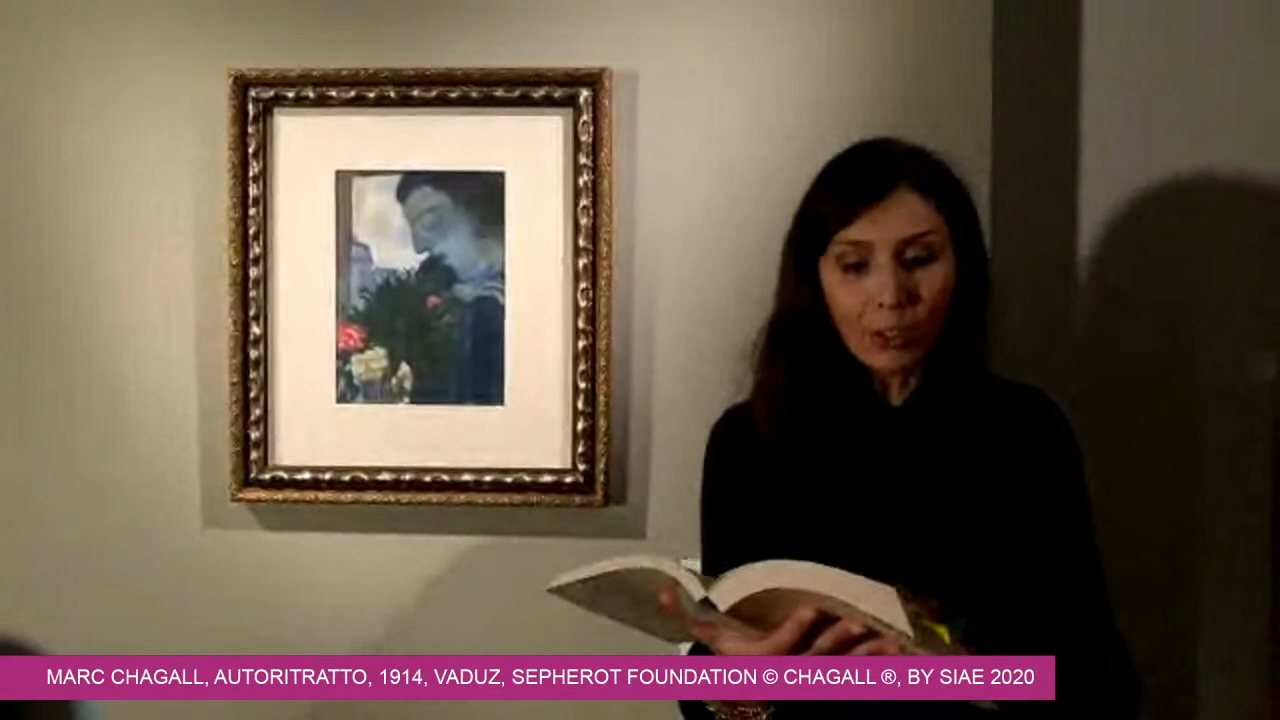 MARC CHAGALL, AUTORITRATTO, 1914, VADUZ, SEPHEROT FOUNDATION © CHAGALL ®, BY SIAE 2020